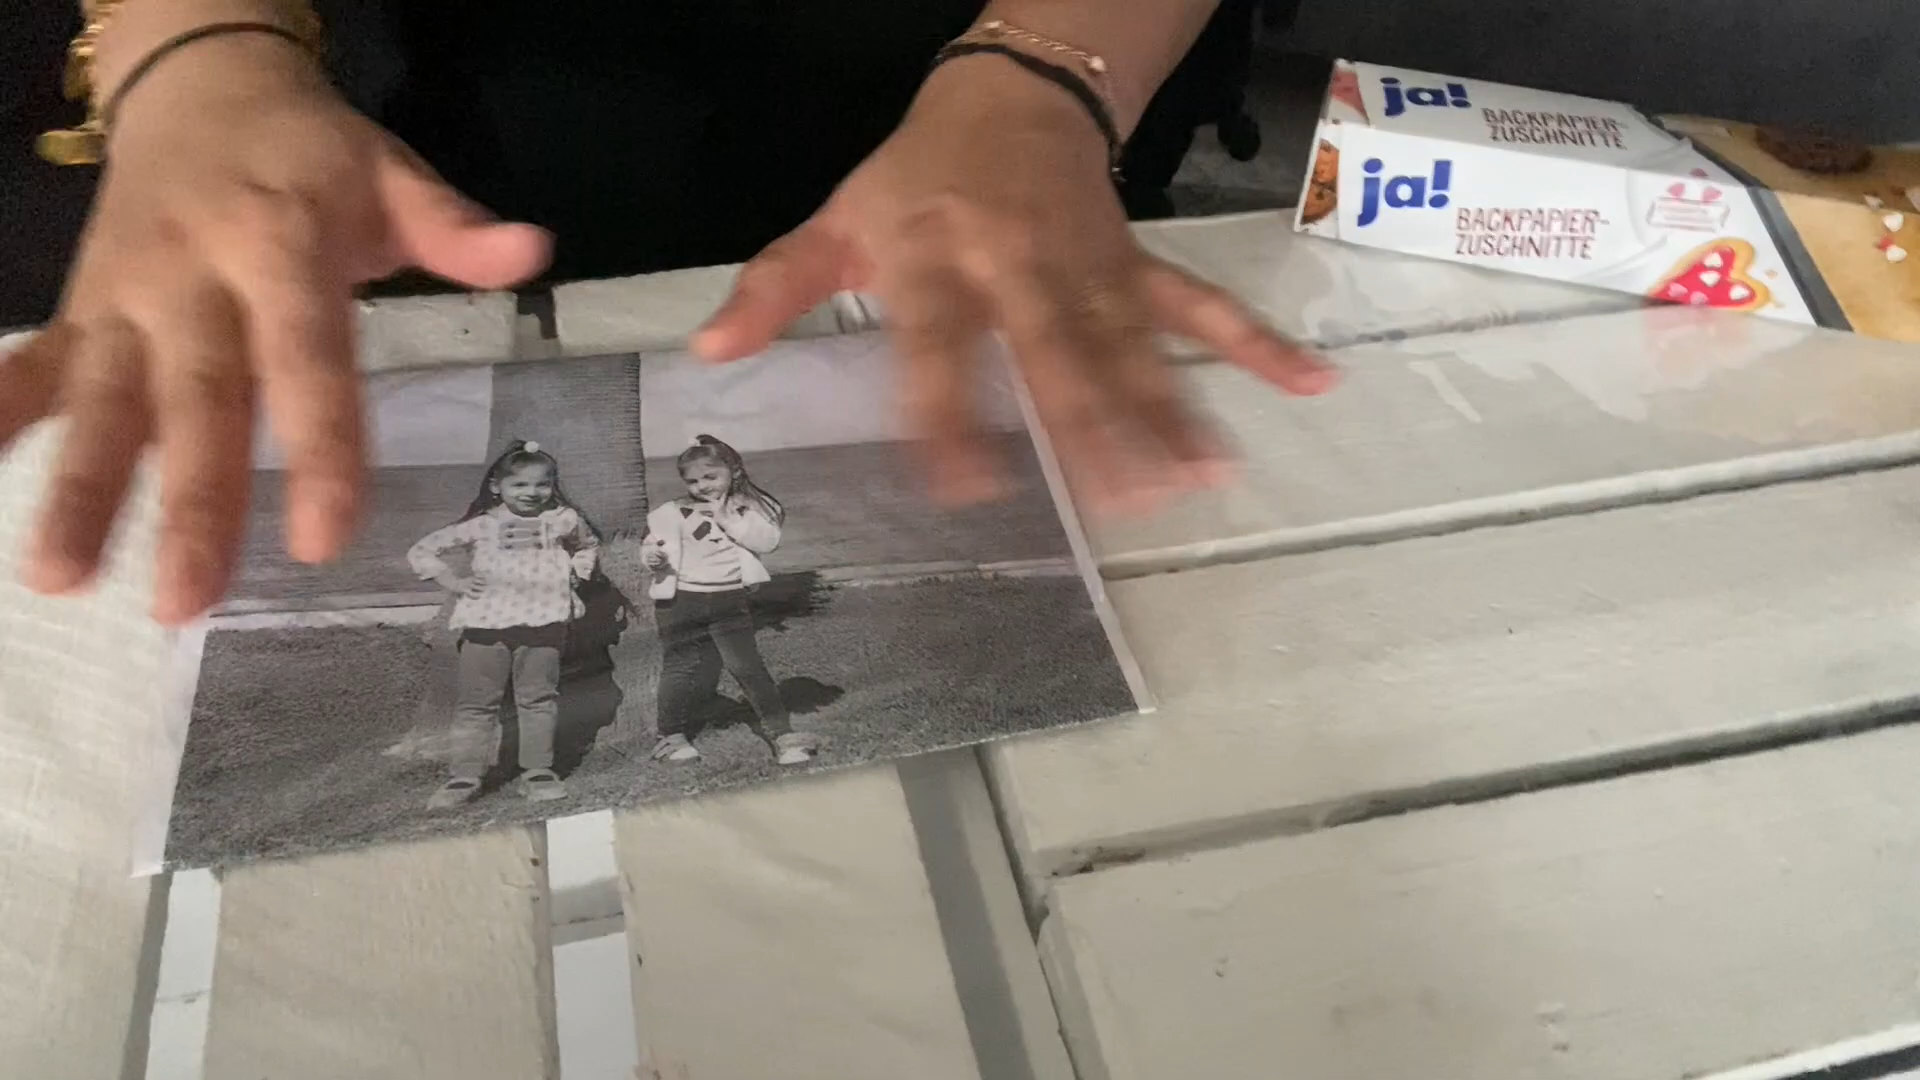 ja!
BACKPAPIER-
ZUSCHNITTE
ja!
BACKPAPIER-
ZUSCHNITTE